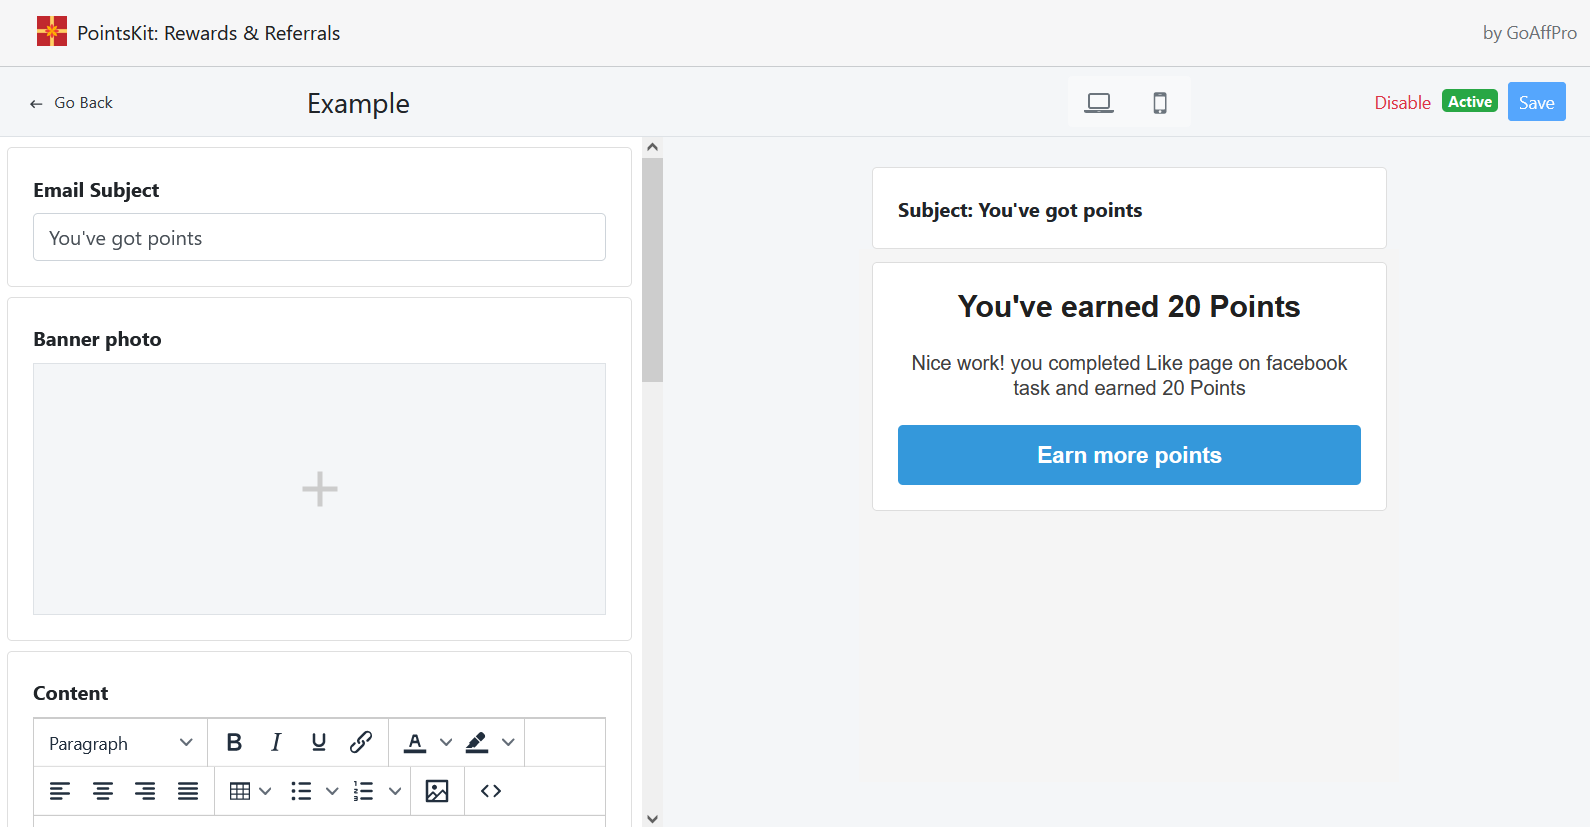 PointsKit: Rewards & Referrals
by GoAffPro
Go Back
Example
Disable
Active
Save
Email Subject
You've got points
Banner photo
Content
Paragraph
B I U A
Subject: You've got points
You've earned 20 Points
Nice work! you completed Like page on facebook
task and earned 20 Points
Earn more points